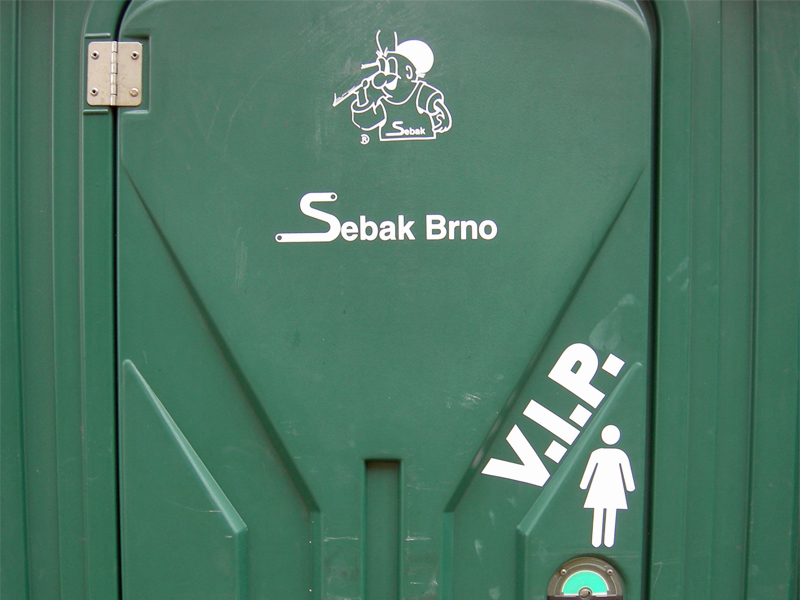 Sebak
R
Sebak Brno
V.I.P.